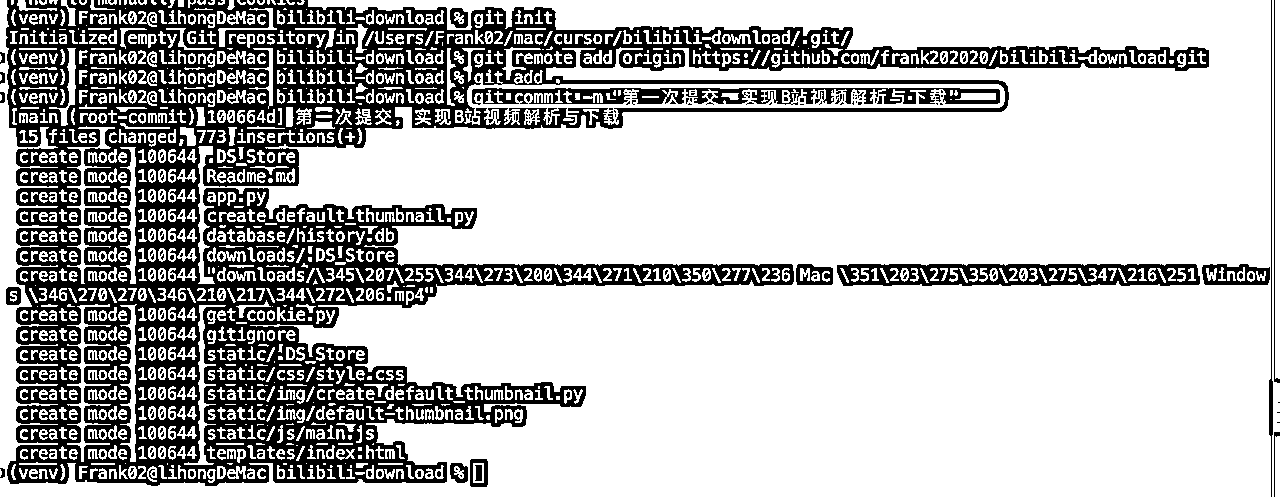 how to manually pass cookies
(venv) Frank02@lihongDeMac bilibili-download % git init
Initialized empty Git repository in /Users/Frank02/mac/cursor/bilibili-download/.git/
(venv) Frank02@lihongDeMac bilibili-download % git remote add origin https://github.com/frank202020/bilibili-download.git
(venv) Frank02@lihongDeMac bilibili-download % git add .
(venv) Frank02@lihongDeMac bilibili-download % git commit -m "第一次提交，实现B站视频解析与下载"
[main (root-commit) 100664d] 第一次提交，实现B站视频解析与下载
15 files changed, 773 insertions(+)
create mode 100644 .DS_Store
create mode 100644 Readme.md
create mode 100644 app.py
create mode 100644 create_default_thumbnail.py
create mode 100644 database/history.db
create mode 100644 downloads/.DS_Store
create mode 100644 "downloads/\345\207\255\344\273\200\344\271\210\350\277\236 Mac \351\203\275\350\203\275\347\216\251 Window
s \346\270\270\346\210\217\344\272\206.mp4"
create mode 100644 get_cookie.py
create mode 100644 gitignore
create mode 100644 static/.DS_Store
create mode 100644 static/css/style.css
create mode 100644 static/img/create_default_thumbnail.py
create mode 100644 static/img/default-thumbnail.png
create mode 100644 static/js/main.js
create mode 100644 templates/index.html
(venv) Frank02@lihongDeMac bilibili-download %